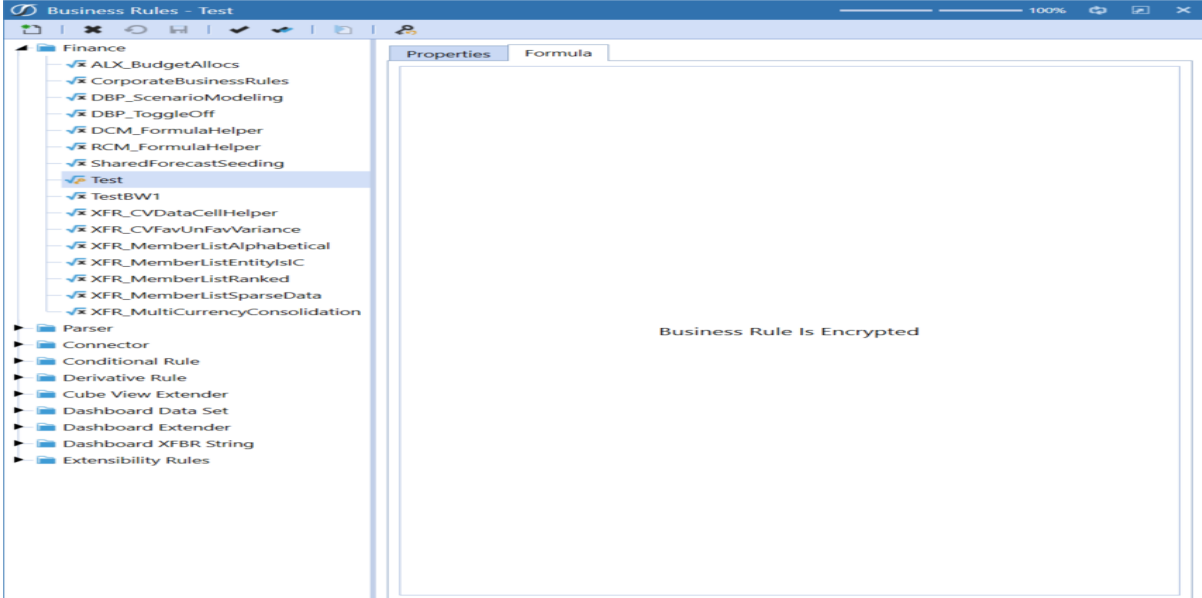 Business Rules - Test
100%
Finance
ALX_BudgetAllocs
CorporateBusinessRules
DBP_ScenarioModeling
DBP_ToggleOff
DCM_FormulaHelper
RCM_FormulaHelper
SharedForecastSeeding
Test
TestBW1
XFR_CVDataCellHelper
XFR_CVFavUnFavVariance
XFR_MemberListAlphabetical
XFR_MemberListEntityIsIC
XFR_MemberListRanked
XFR_MemberListSparseData
XFR_MultiCurrencyConsolidation
Parser
Connector
Conditional Rule
Derivative Rule
Cube View Extender
Dashboard Data Set
Dashboard Extender
Dashboard XFBR String
Extensibility Rules
Properties Formula
Business Rule Is Encrypted